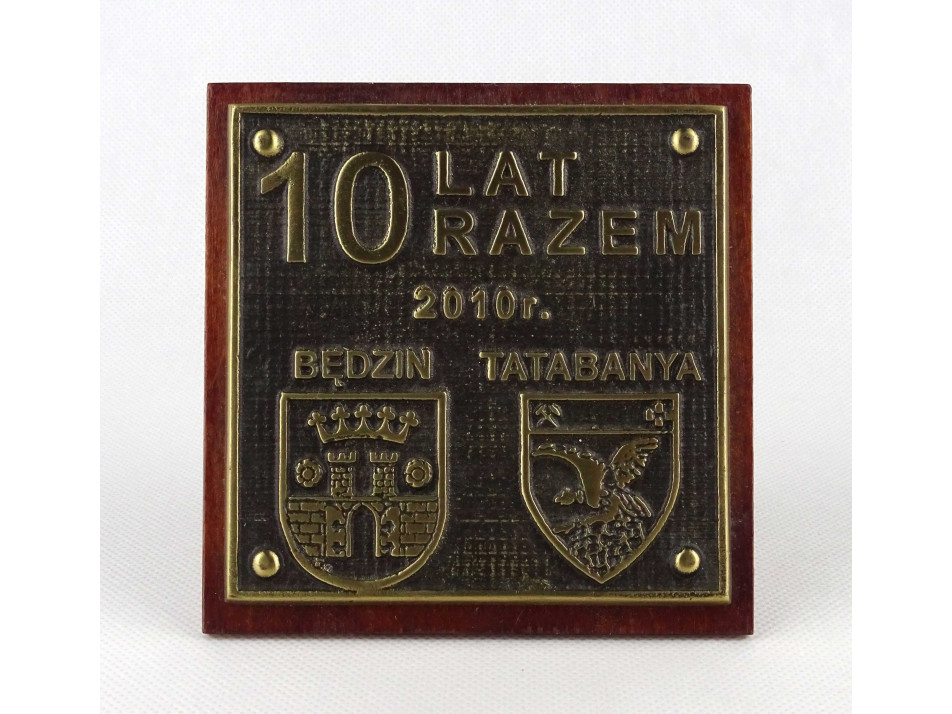 10 LAT
RAZEM
2010r.
BĘDZIN TATABANYA